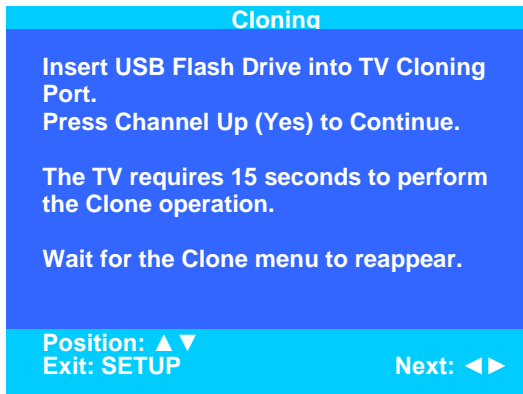 Cloning
Insert USB Flash Drive into TV Cloning
Port.
Press Channel Up (Yes) to Continue.
The TV requires 15 seconds to perform
the Clone operation.
Wait for the Clone menu to reappear.
Position: ▲▼
Exit: SETUP
Next: ◄►